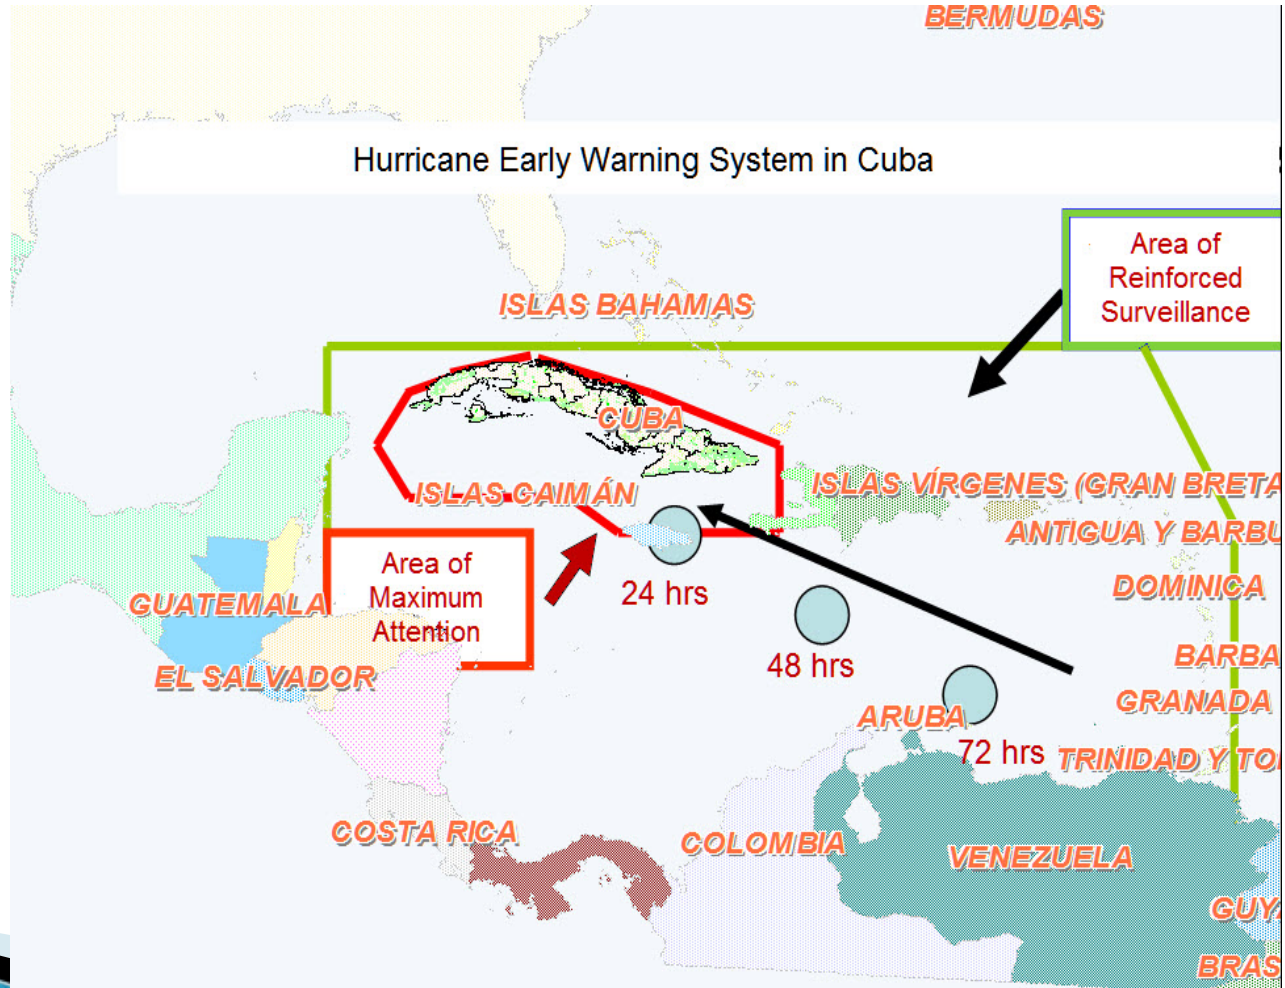 BERMUDAS
Hurricane Early Warning System in Cuba
Area of
Reinforced
Surveillance
ISLAS BAHAMAS
CUBA
ISLAS CAIMÁN
ISLAS VÍRGENES (GRAN BRETA
ANTIGUA Y BARBU
Area of
Maximum
Attention
24 hrs
DOMINICA
GUATEMALA
48 hrs
BARBA
EL SALVADOR
GRANADA
ARUBA
72 hrs
TRINIDAD Y TO
COSTA RICA
COLOMBIA
VENEZUELA
GUY
BRAS